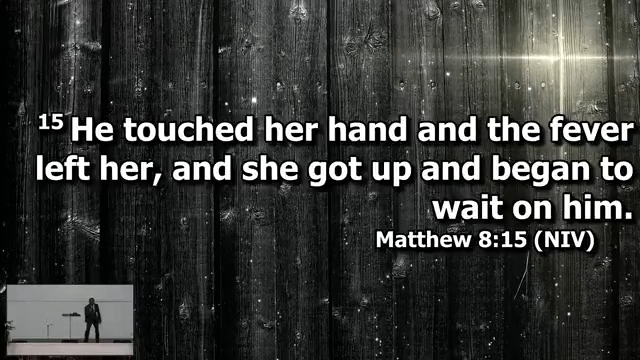 15 He touched her hand and the fever
left her, and she got up and began to
wait on him.
Matthew 8:15 (NIV)